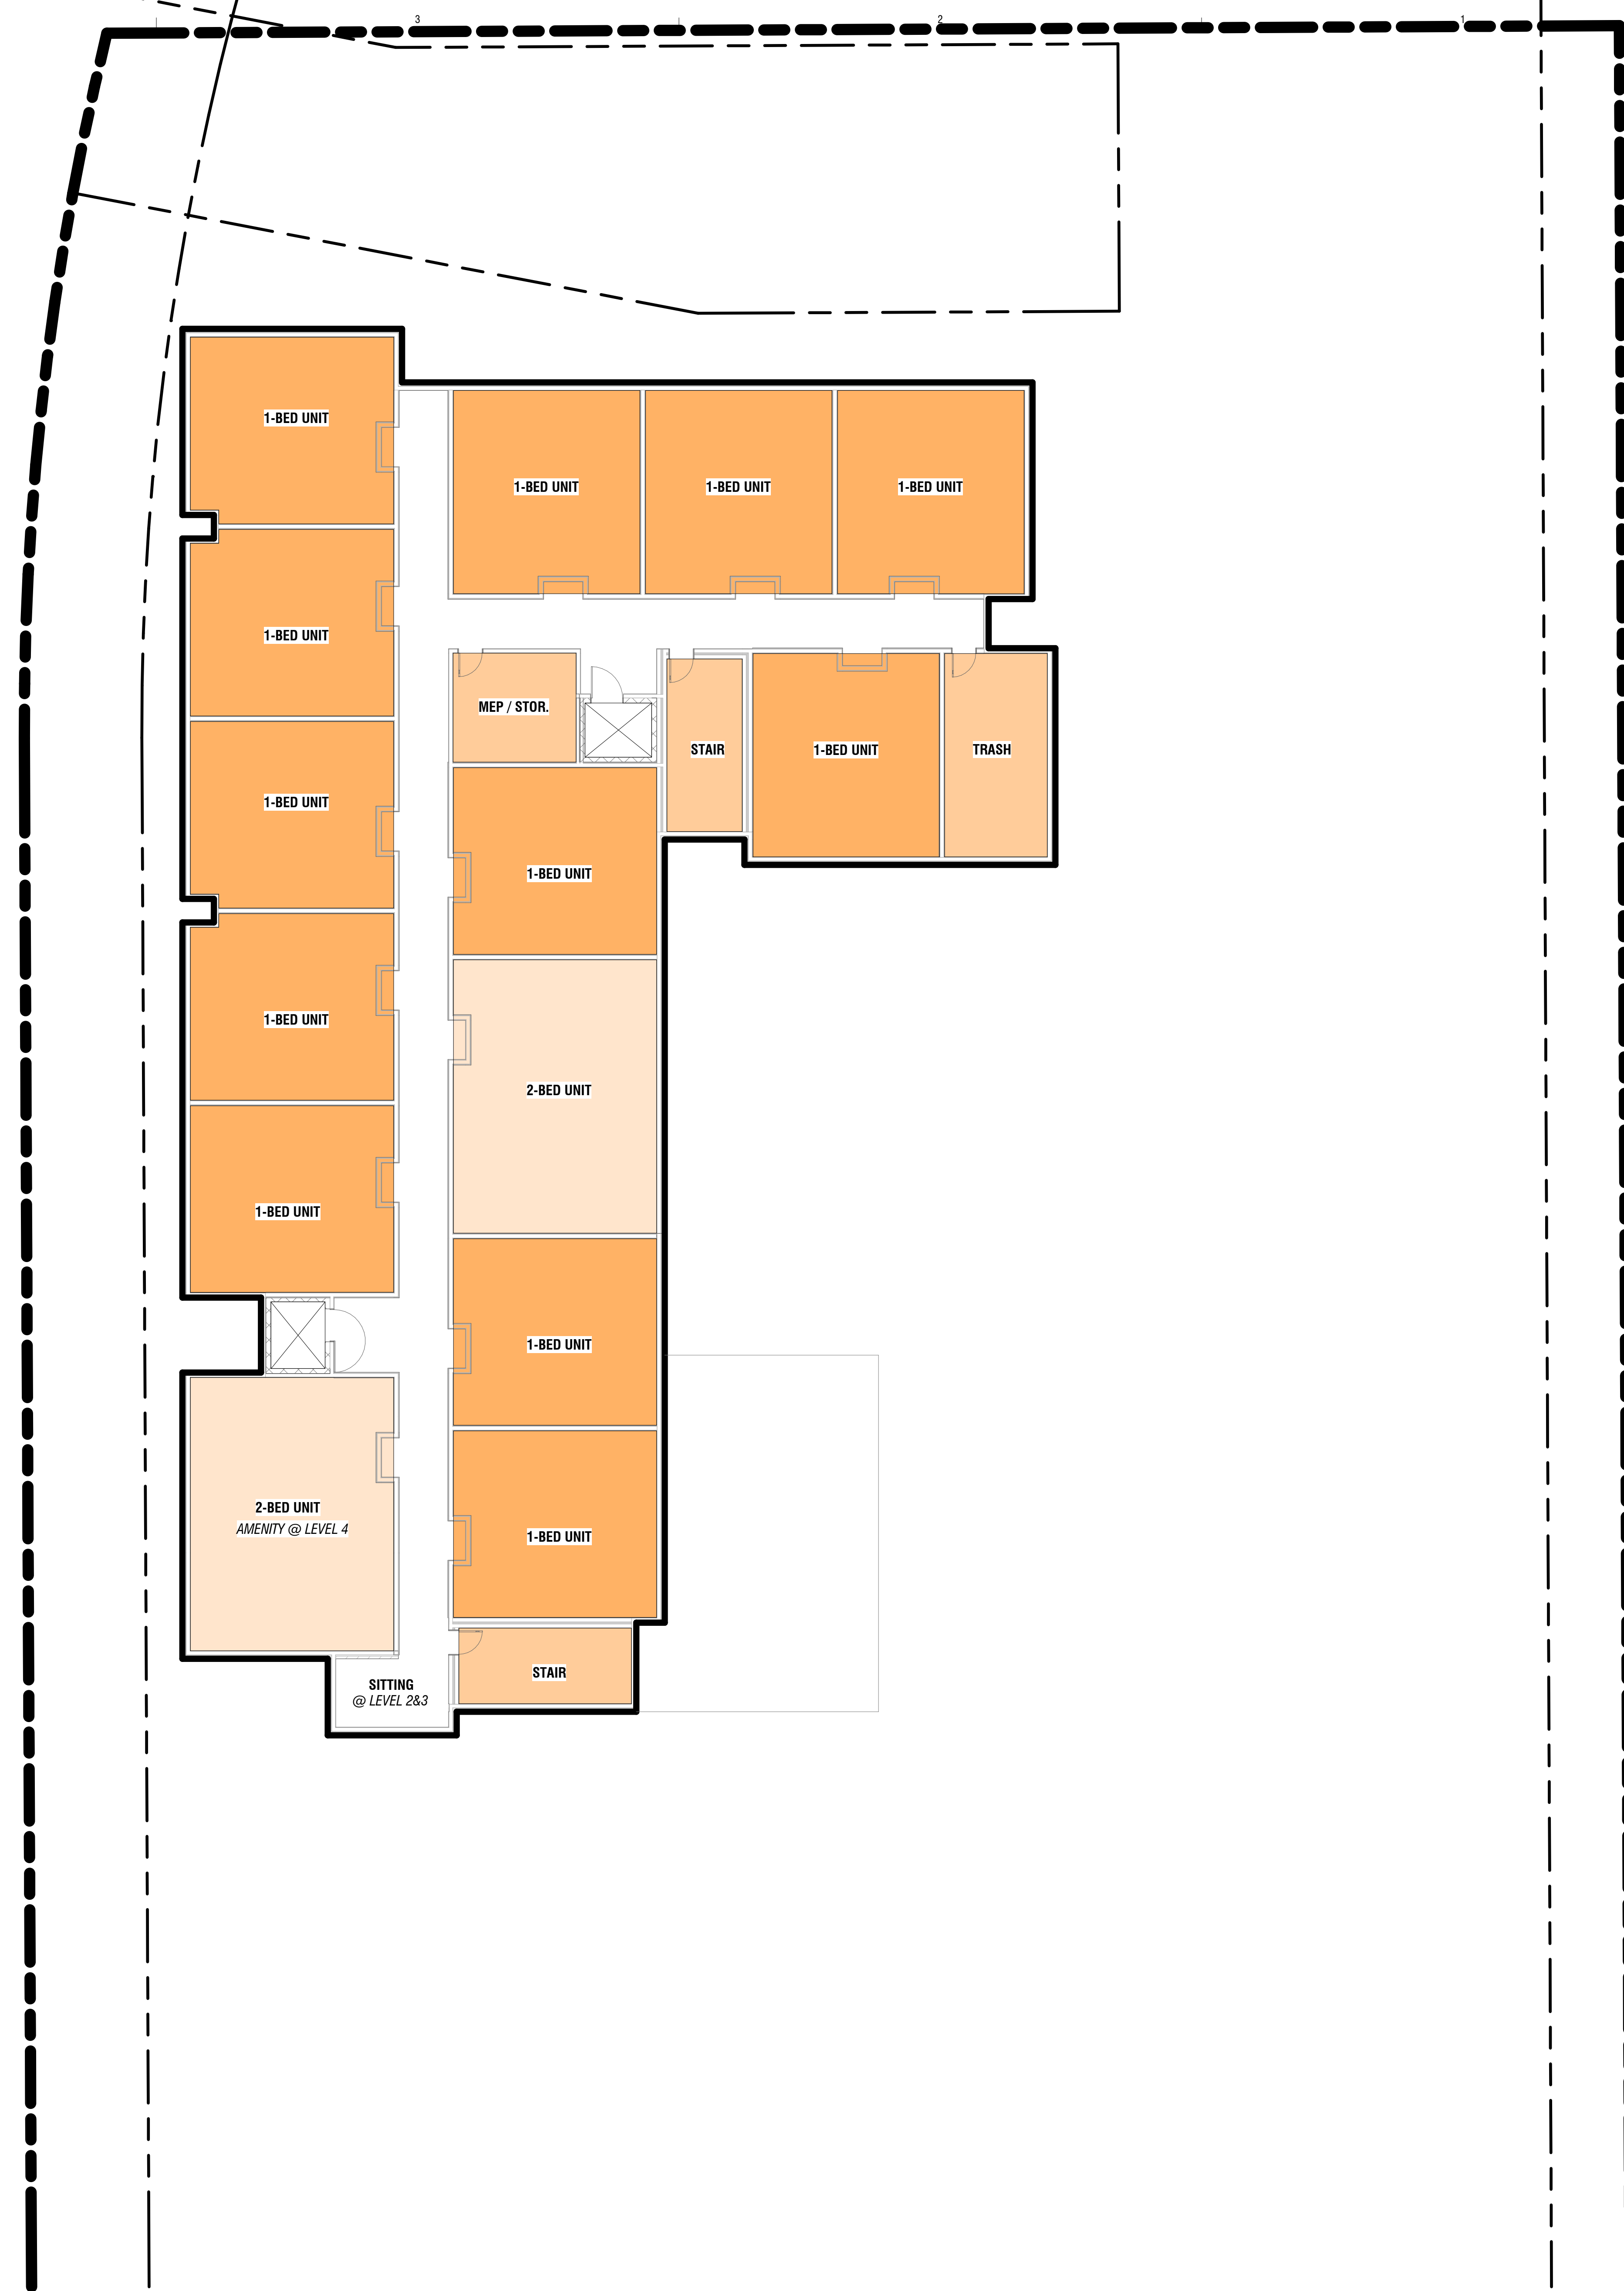 3
2
1
1-BED UNIT
1-BED UNIT
1-BED UNIT
1-BED UNIT
1-BED UNIT
MEP / STOR.
STAIR
1-BED UNIT
TRASH
1-BED UNIT
1-BED UNIT
1-BED UNIT
2-BED UNIT
1-BED UNIT
1-BED UNIT
2-BED UNIT
AMENITY @ LEVEL 4
1-BED UNIT
STAIR
SITTING
@ LEVEL 2&3